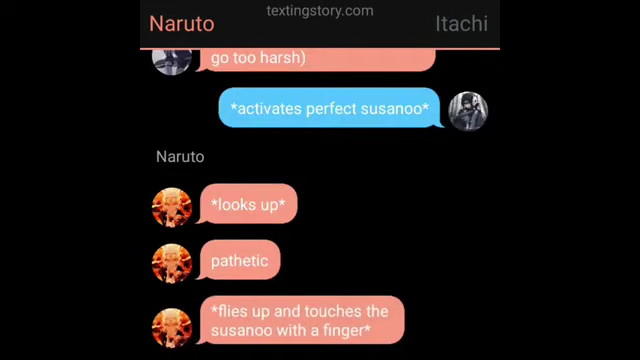 textingstory.com
Naruto
Itachi
go too harsh)
*activates perfect susanoo*
Naruto
*looks up*
pathetic
*flies up and touches the
susanoo with a finger*